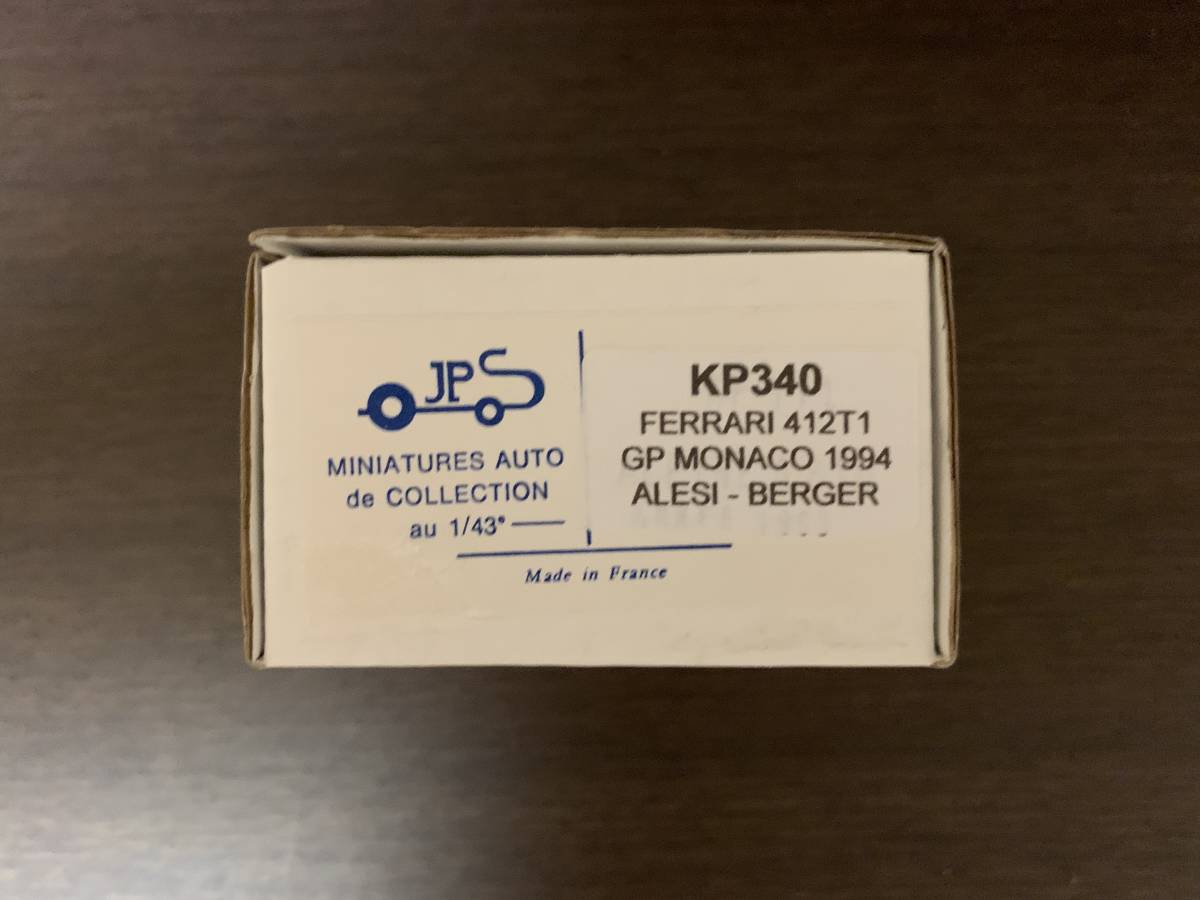 JPS
MINIATURES AUTO
de COLLECTION
au 1/43°
Made in France
KP340
FERRARI 412T1
GP MONACO 1994
ALESI - BERGER